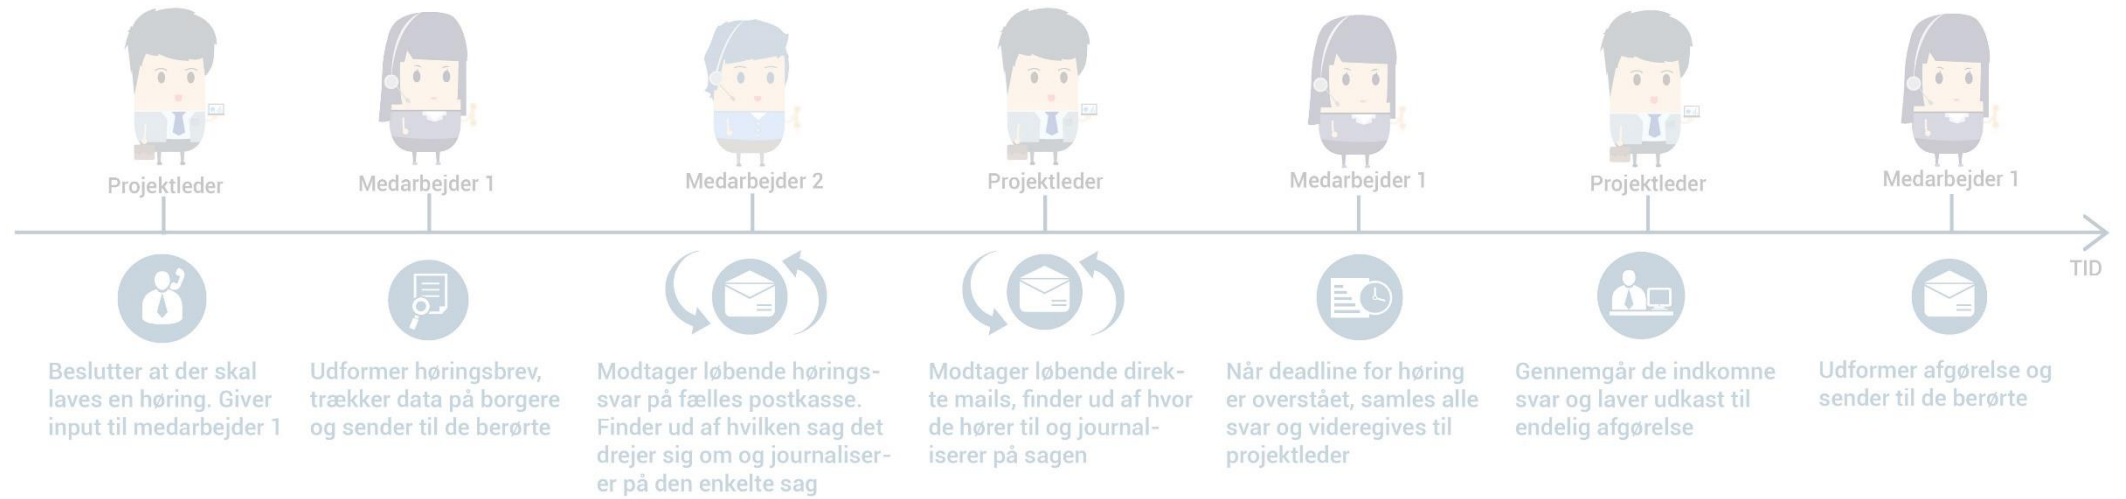 Projektleder
Medarbejder 1
Medarbejder 2
Projektleder
Medarbejder 1
Projektleder
Medarbejder 1
TID
Beslutter at der skal
laves en høring. Giver
input til medarbejder 1
Udformer høringsbrev,
trækker data på borgere
og sender til de berørte
Modtager løbende hørings-
svar på fælles postkasse.
Finder ud af hvilken sag det
drejer sig om og journaliser-
er på den enkelte sag
Modtager løbende direk-
te mails, finder ud af hvor
de hører til og journal-
iserer på sagen
Når deadline for høring
er overstået, samles alle
svar og videregives til
projektleder
Gennemgår de indkomne
svar og laver udkast til
endelig afgørelse
Udformer afgørelse og
sender til de berørte